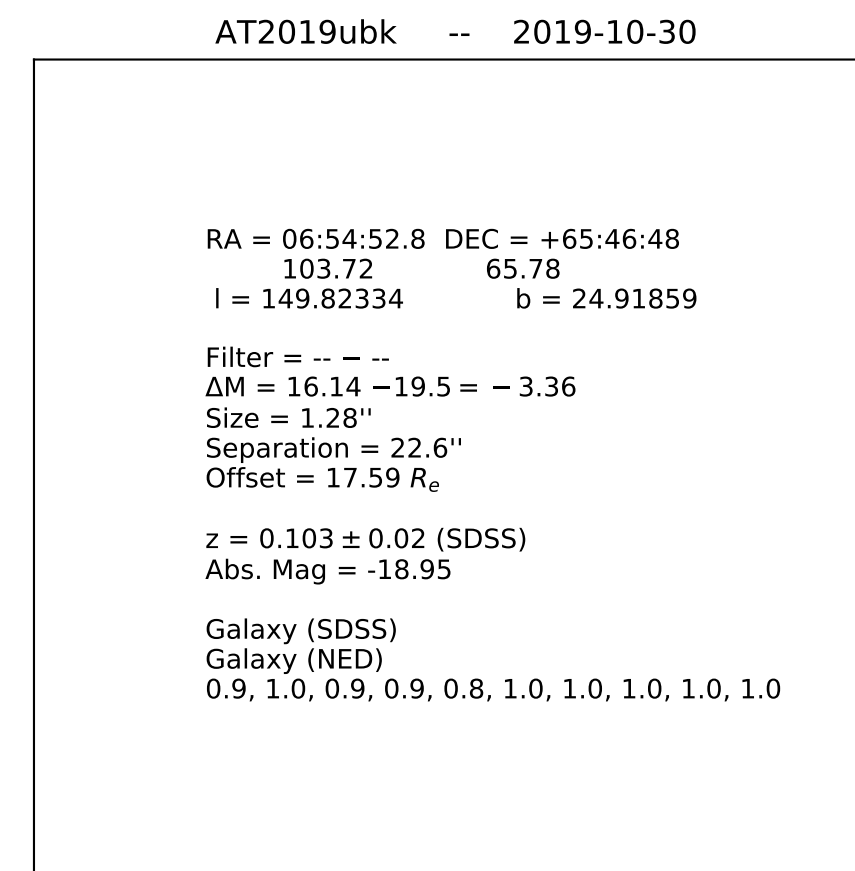 AT2019ubk -- 2019-10-30
RA = 06:54:52.8 DEC = +65:46:48
103.72 65.78
l = 149.82334 b = 24.91859
Filter = -- − --
ΔM = 16.14 −19.5 = − 3.36
Size = 1.28''
Separation = 22.6''
Offset = 17.59 Rₑ
z = 0.103 ± 0.02 (SDSS)
Abs. Mag = -18.95
Galaxy (SDSS)
Galaxy (NED)
0.9, 1.0, 0.9, 0.9, 0.8, 1.0, 1.0, 1.0, 1.0, 1.0